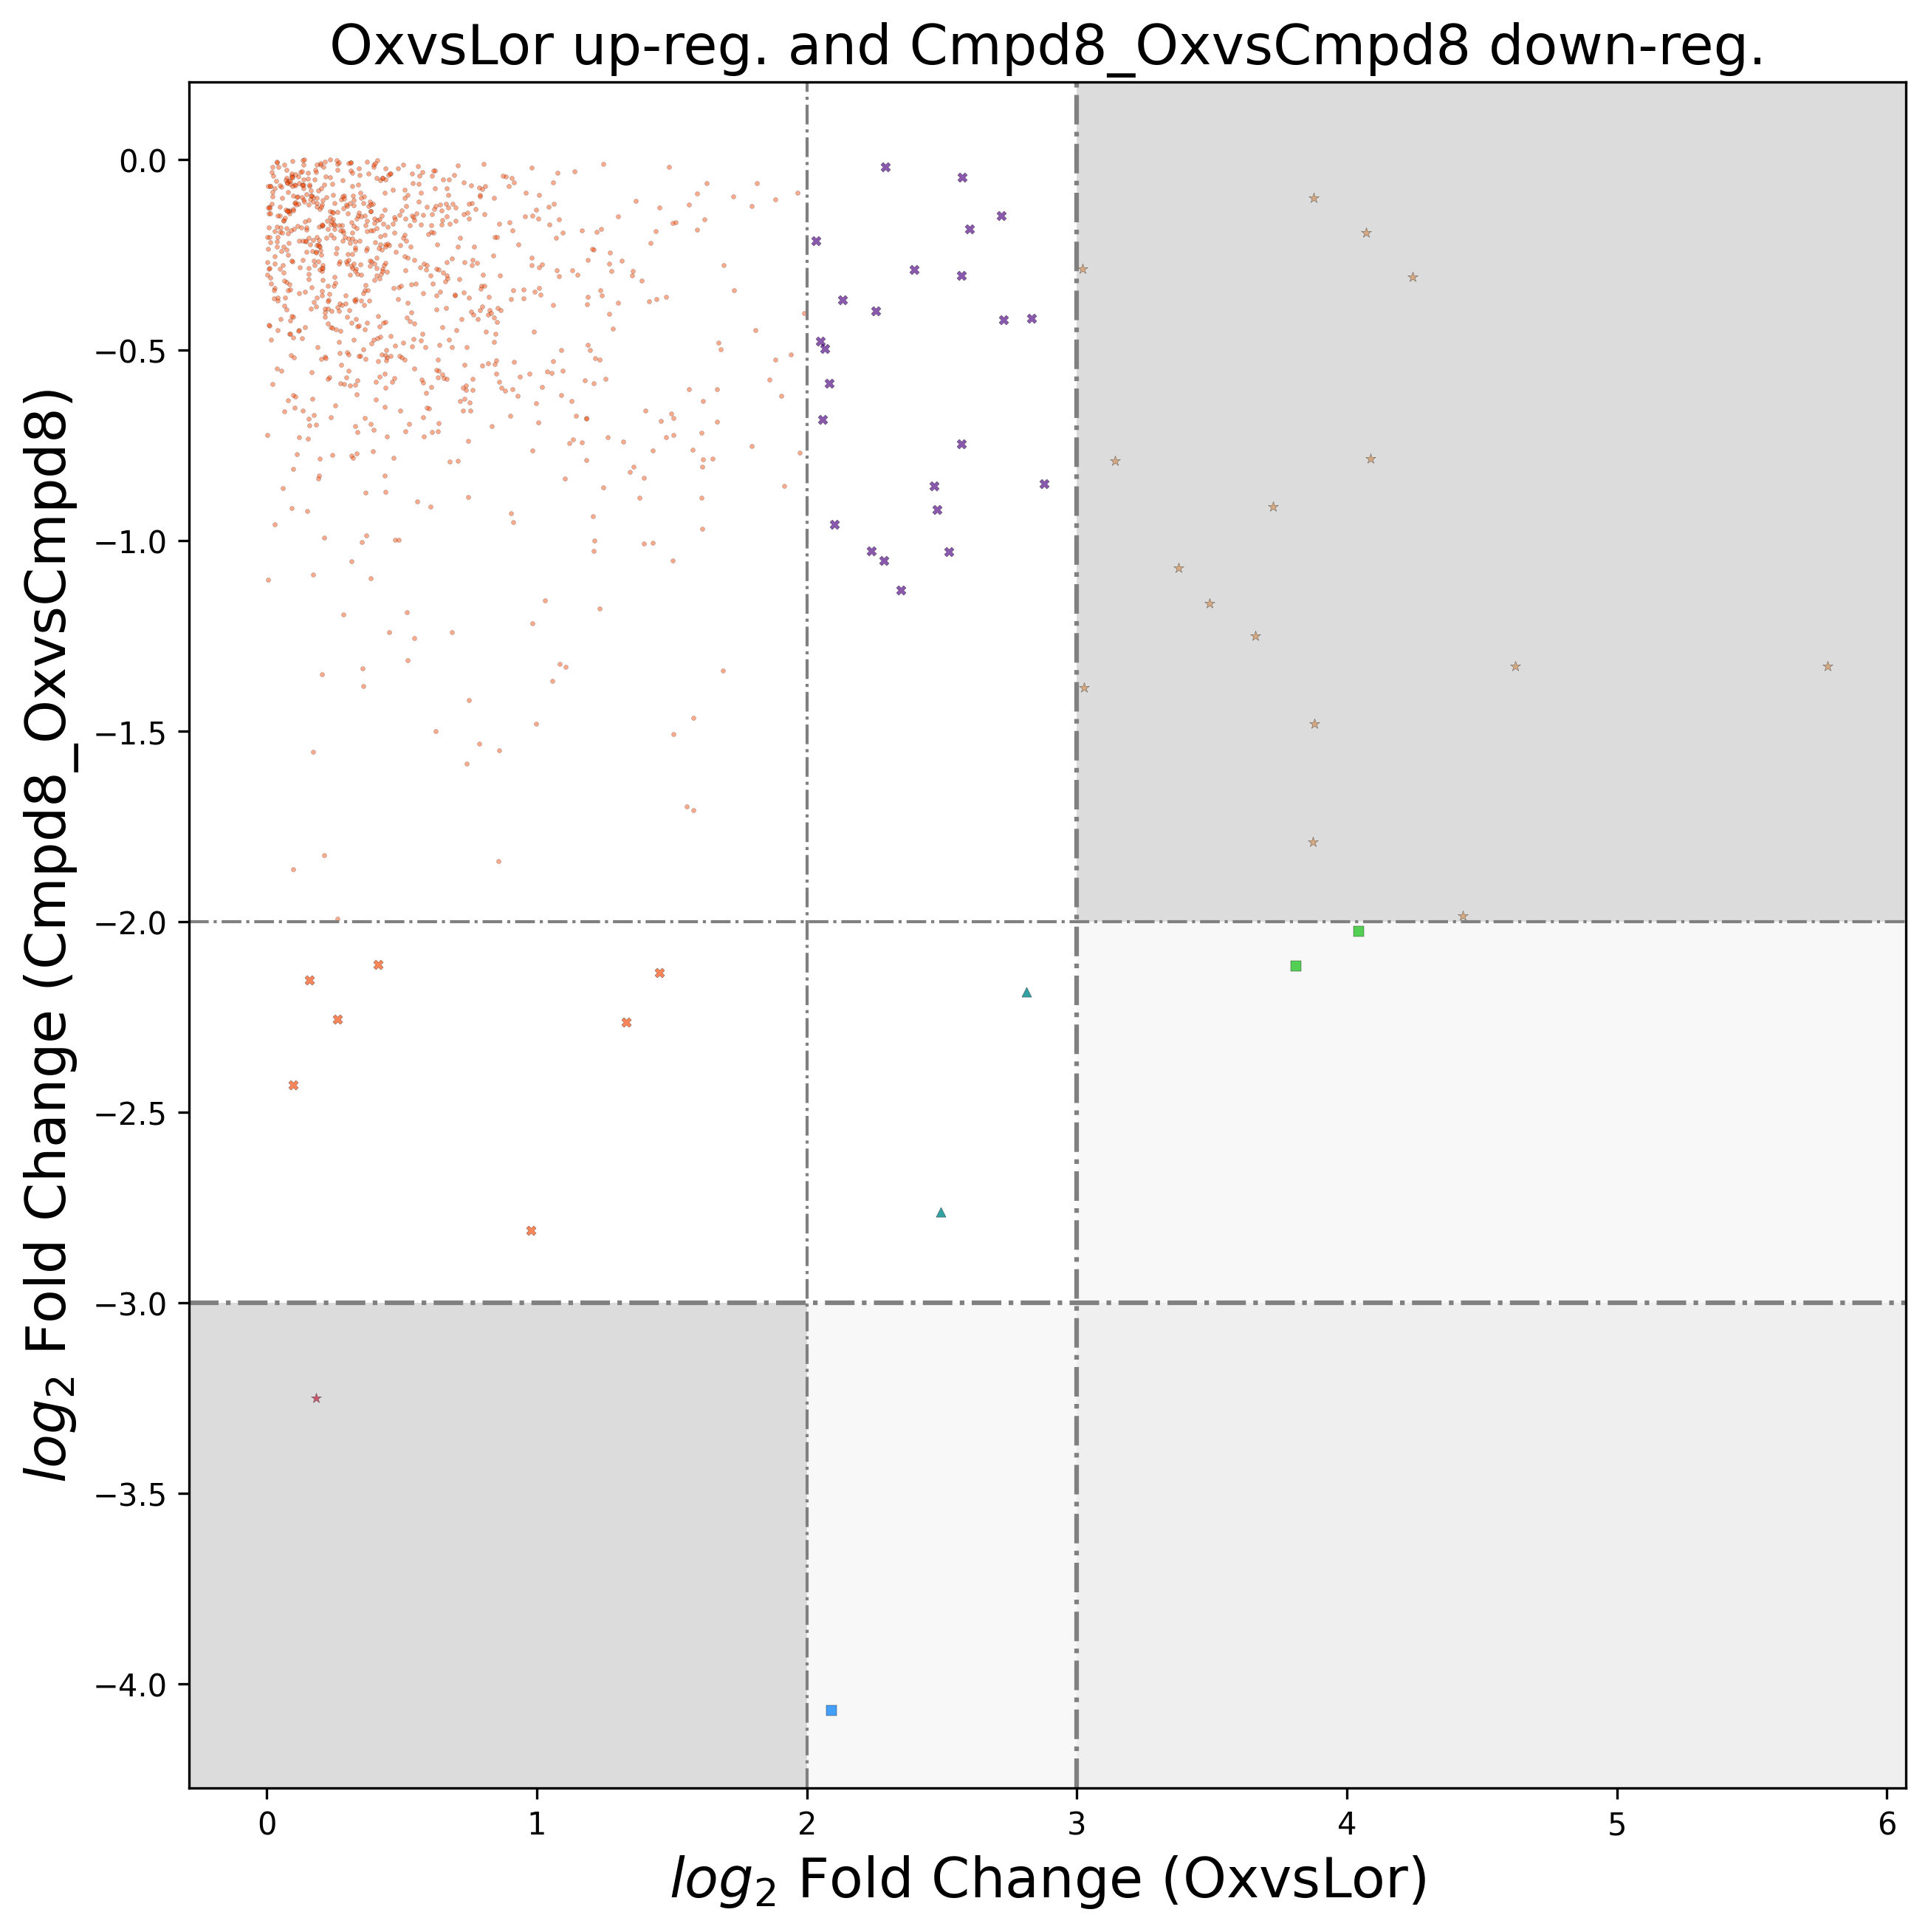 OxvsLor up-reg. and Cmpd8_OxvsCmpd8 down-reg.
log2 Fold Change (Cmpd8_OxvsCmpd8)
0.0
−0.5
−1.0
−1.5
−2.0
−2.5
−3.0
−3.5
−4.0
0 1 2 3 4 5 6
log2 Fold Change (OxvsLor)